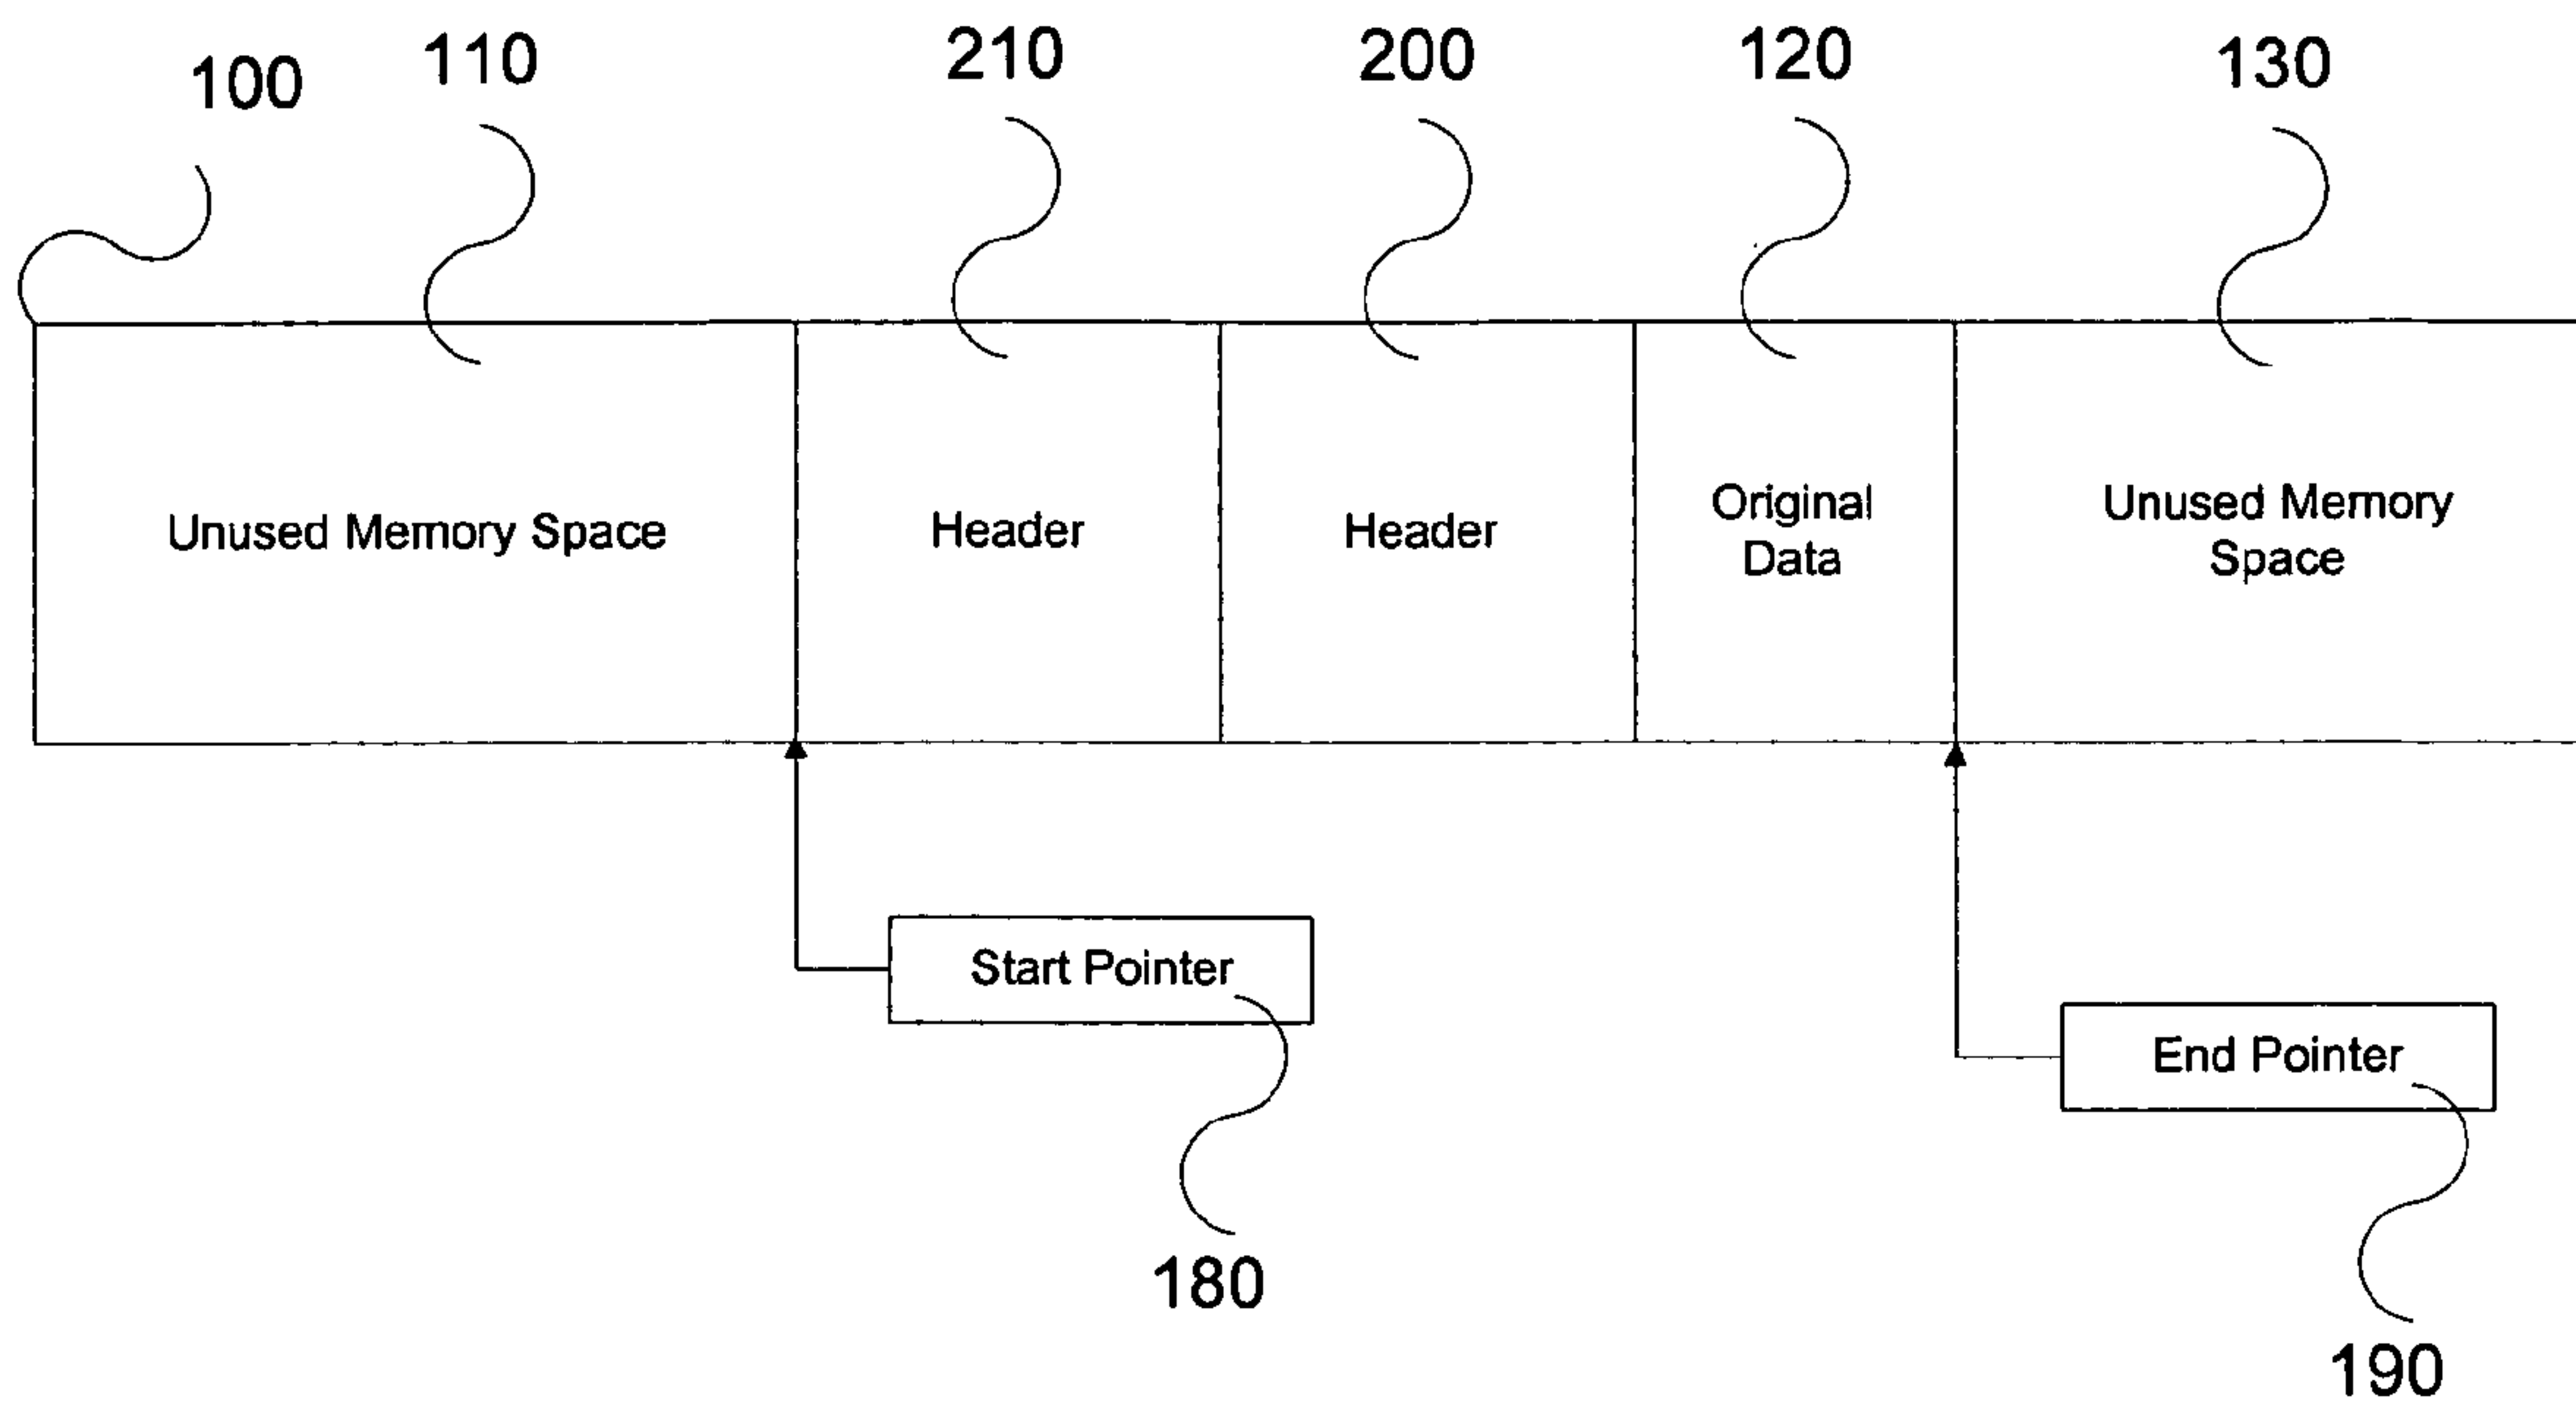 100
110
210
200
120
130
Unused Memory Space
Header
Header
Original
Data
Unused Memory
Space
Start Pointer
End Pointer
180
190